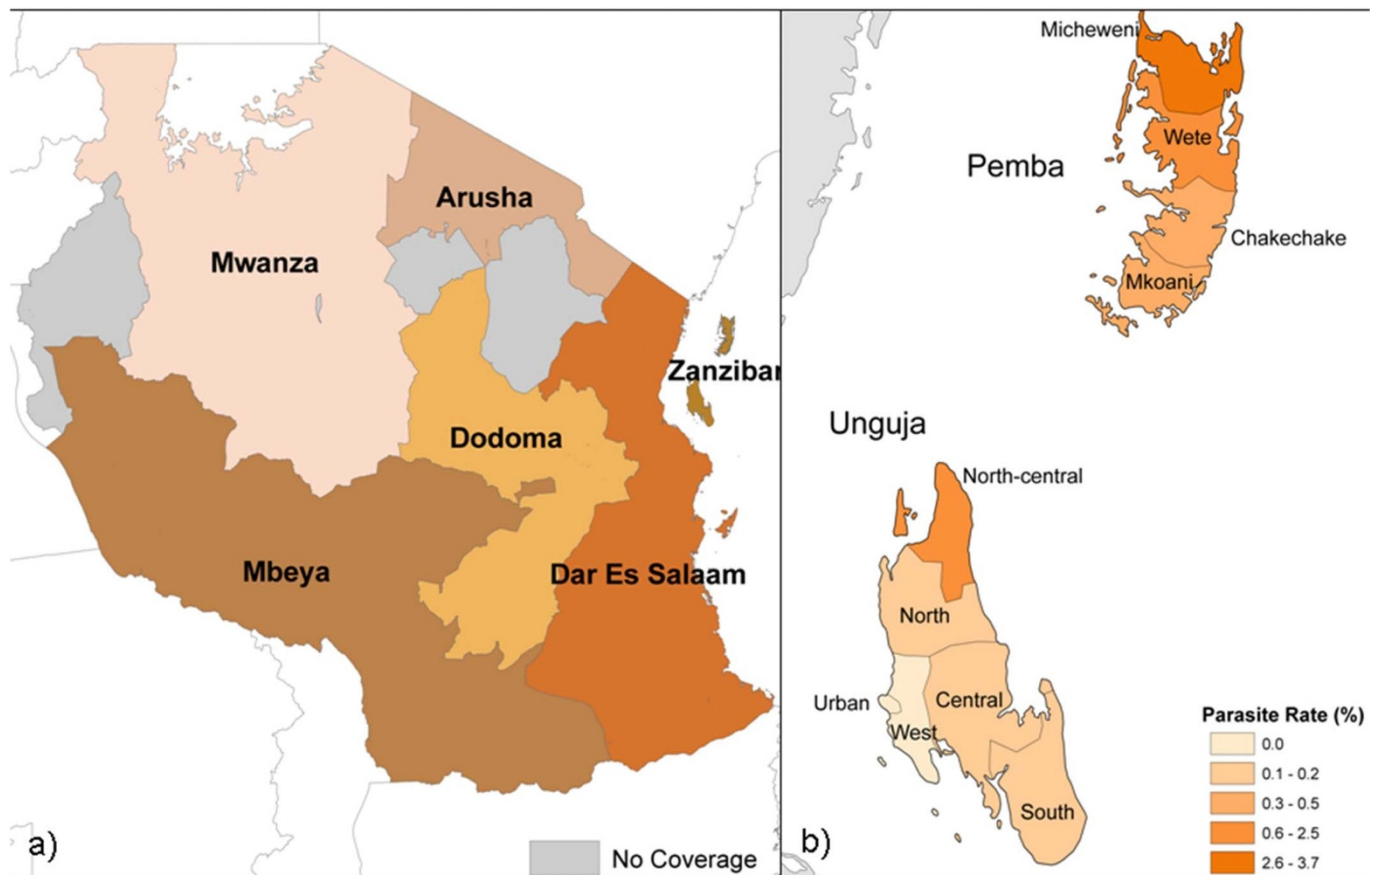 Arusha
Mwanza
Zanzibar
Dodoma
Mbeya
Dar Es Salaam
a)
No Coverage
Micheweni
Wete
Pemba
Chakechake
Mkoani
Unguja
North-central
North
Urban
Central
West
South
Parasite Rate (%)
0.0
0.1 - 0.2
0.3 - 0.5
0.6 - 2.5
2.6 - 3.7
b)